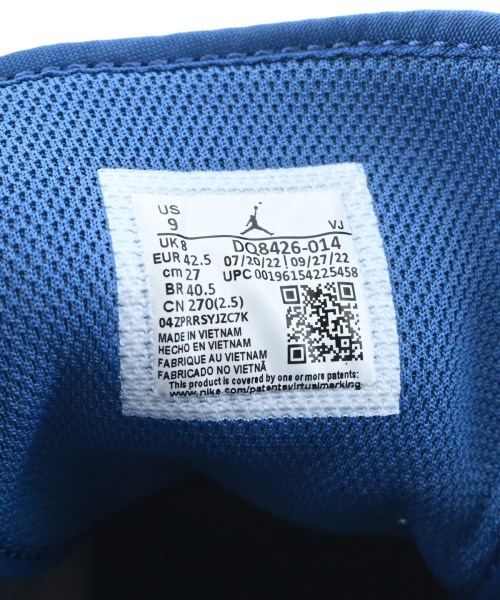 US
9 VJ
UK 8 DQ8426-014
EUR 42.5 07/20/22 09/27/22
cm 27 UPC 00196154225458
BR 40.5
CN 270(2.5)
04ZPRRSYJZC7K
MADE IN VIETNAM
HECHO EN VIETNAM
FABRIQUE AU VIETNAM
FABRICADO NO VIETNÃ
This product is covered by one or more patents:
www.nike.com/patentsvirtualmarking